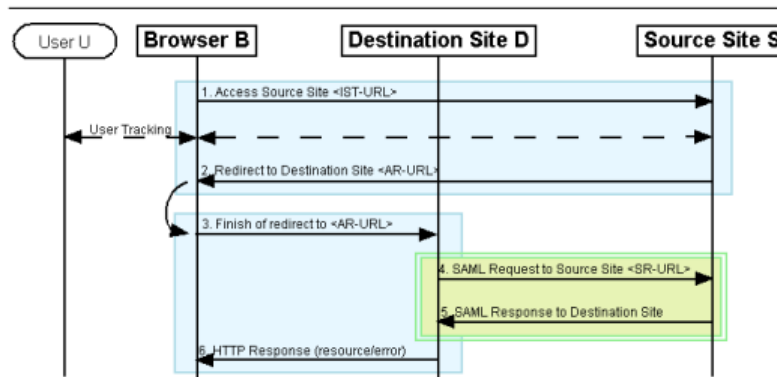 User U
Browser B
Destination Site D
Source Site S
1. Access Source Site <IST-URL>
User Tracking
2. Redirect to Destination Site <AR-URL>
3. Finish of redirect to <AR-URL>
4. SAML Request to Source Site <SR-URL>
5. SAML Response to Destination Site
6. HTTP Response (resource/error)